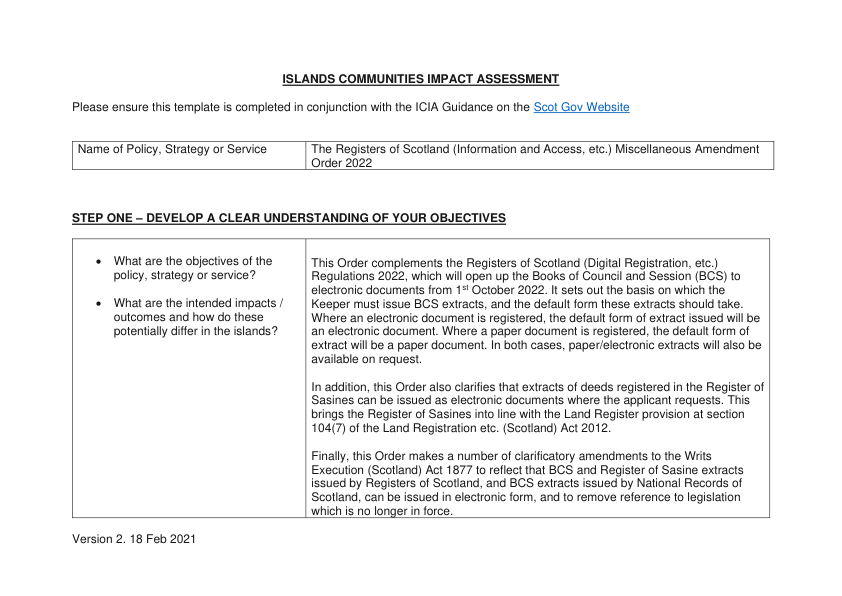 ISLANDS COMMUNITIES IMPACT ASSESSMENT
Please ensure this template is completed in conjunction with the ICIA Guidance on the Scot Gov Website
Name of Policy, Strategy or Service
The Registers of Scotland (Information and Access, etc.) Miscellaneous Amendment
Order 2022
STEP ONE – DEVELOP A CLEAR UNDERSTANDING OF YOUR OBJECTIVES
• What are the objectives of the
policy, strategy or service?
• What are the intended impacts /
outcomes and how do these
potentially differ in the islands?
This Order complements the Registers of Scotland (Digital Registration, etc.)
Regulations 2022, which will open up the Books of Council and Session (BCS) to
electronic documents from 1st October 2022. It sets out the basis on which the
Keeper must issue BCS extracts, and the default form these extracts should take.
Where an electronic document is registered, the default form of extract issued will be
an electronic document. Where a paper document is registered, the default form of
extract will be a paper document. In both cases, paper/electronic extracts will also be
available on request.
In addition, this Order also clarifies that extracts of deeds registered in the Register of
Sasines can be issued as electronic documents where the applicant requests. This
brings the Register of Sasines into line with the Land Register provision at section
104(7) of the Land Registration etc. (Scotland) Act 2012.
Finally, this Order makes a number of clarificatory amendments to the Writs
Execution (Scotland) Act 1877 to reflect that BCS and Register of Sasine extracts
issued by Registers of Scotland, and BCS extracts issued by National Records of
Scotland, can be issued in electronic form, and to remove reference to legislation
which is no longer in force.
Version 2. 18 Feb 2021